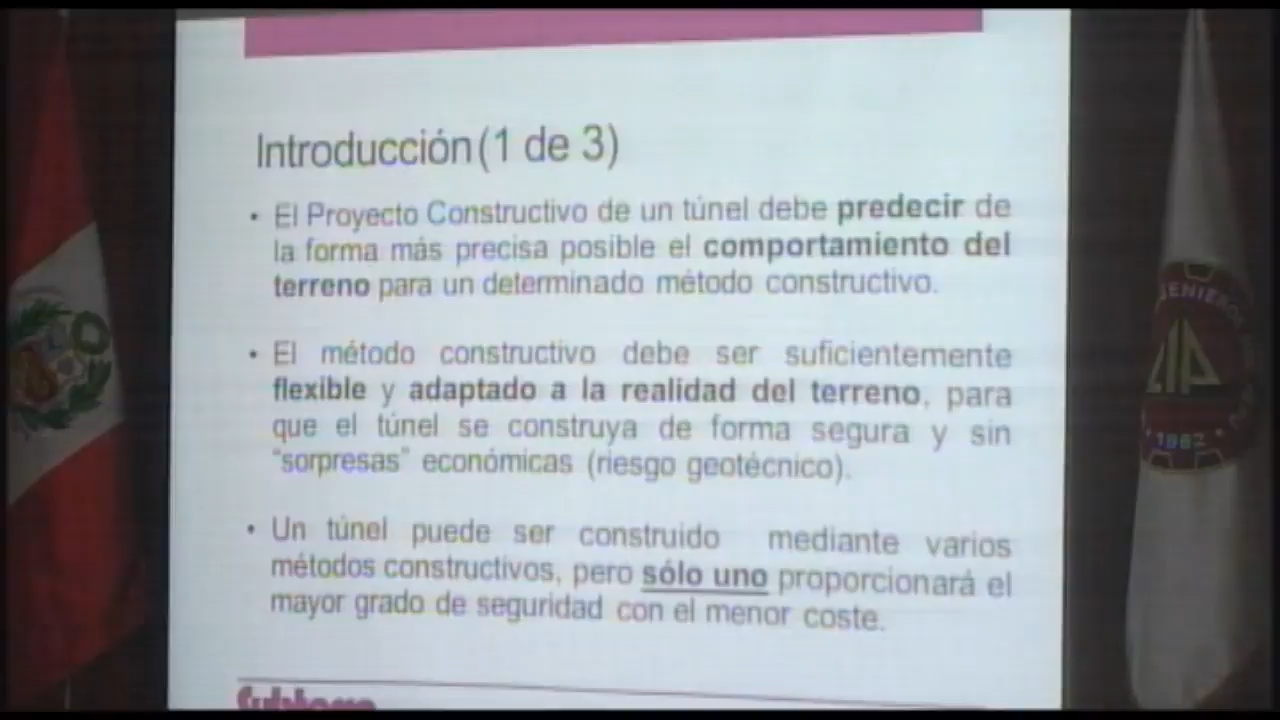 Introducción (1 de 3)
• El Proyecto Constructivo de un túnel debe predecir de
la forma más precisa posible el comportamiento del
terreno para un determinado método constructivo.
• El método constructivo debe ser suficientemente
flexible y adaptado a la realidad del terreno, para
que el túnel se construya de forma segura y sin
"sorpresas" económicas (riesgo geotécnico).
• Un túnel puede ser construido mediante varios
métodos constructivos, pero sólo uno proporcionará el
mayor grado de seguridad con el menor coste.
CIP
1962